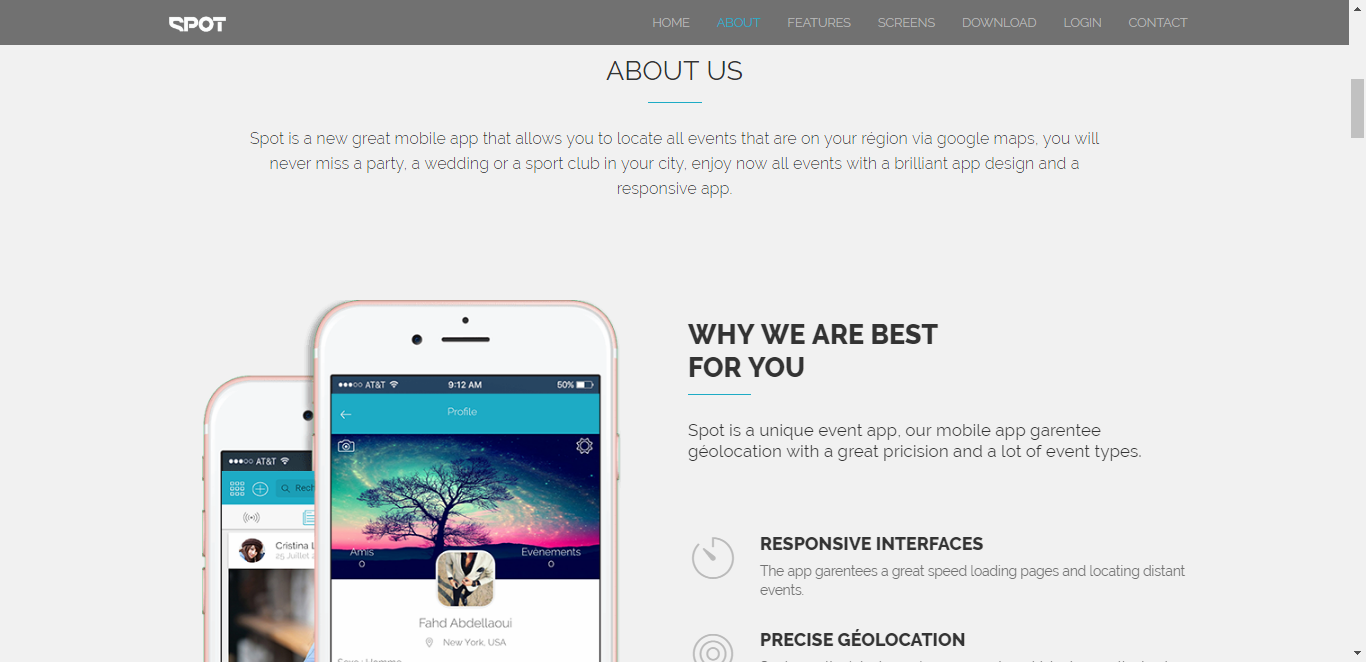 SPOT
HOME ABOUT FEATURES SCREENS DOWNLOAD LOGIN CONTACT
ABOUT US
Spot is a new great mobile app that allows you to locate all events that are on your région via google maps, you will
never miss a party, a wedding or a sport club in your city, enjoy now all events with a brilliant app design and a
responsive app.
AT&T 9:12 AM 50%
Profile
Amis Evènements
0 0
Fahd Abdellaoui
New York, USA
AT&T
Cristina
25 Juillet
WHY WE ARE BEST
FOR YOU
Spot is a unique event app, our mobile app garentee
géolocation with a great pricision and a lot of event types.
RESPONSIVE INTERFACES
The app garentees a great speed loading pages and locating distant
events.
PRECISE GÉOLOCATION